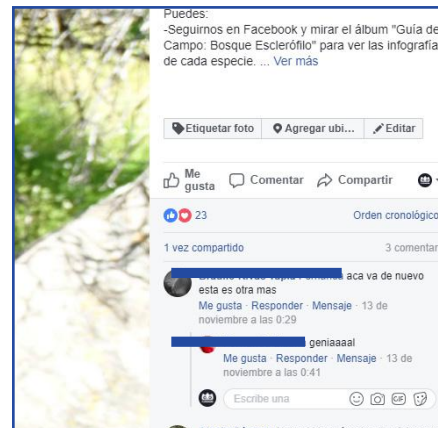 Puedes:
-Seguirnos en Facebook y mirar el álbum "Guía de
Campo: Bosque Esclerófilo" para ver las infografía
de cada especie. ... Ver más
Etiquetar foto Agregar ubi... Editar
Me gusta Comentar Compartir
23 Orden cronológico
1 vez compartido 3 comentar
aca va de nuevo
esta es otra mas
Me gusta · Responder · Mensaje · 13 de
noviembre a las 0:29
geniaaaal
Me gusta · Responder · Mensaje · 13 de
noviembre a las 0:41
Escribe una GIF